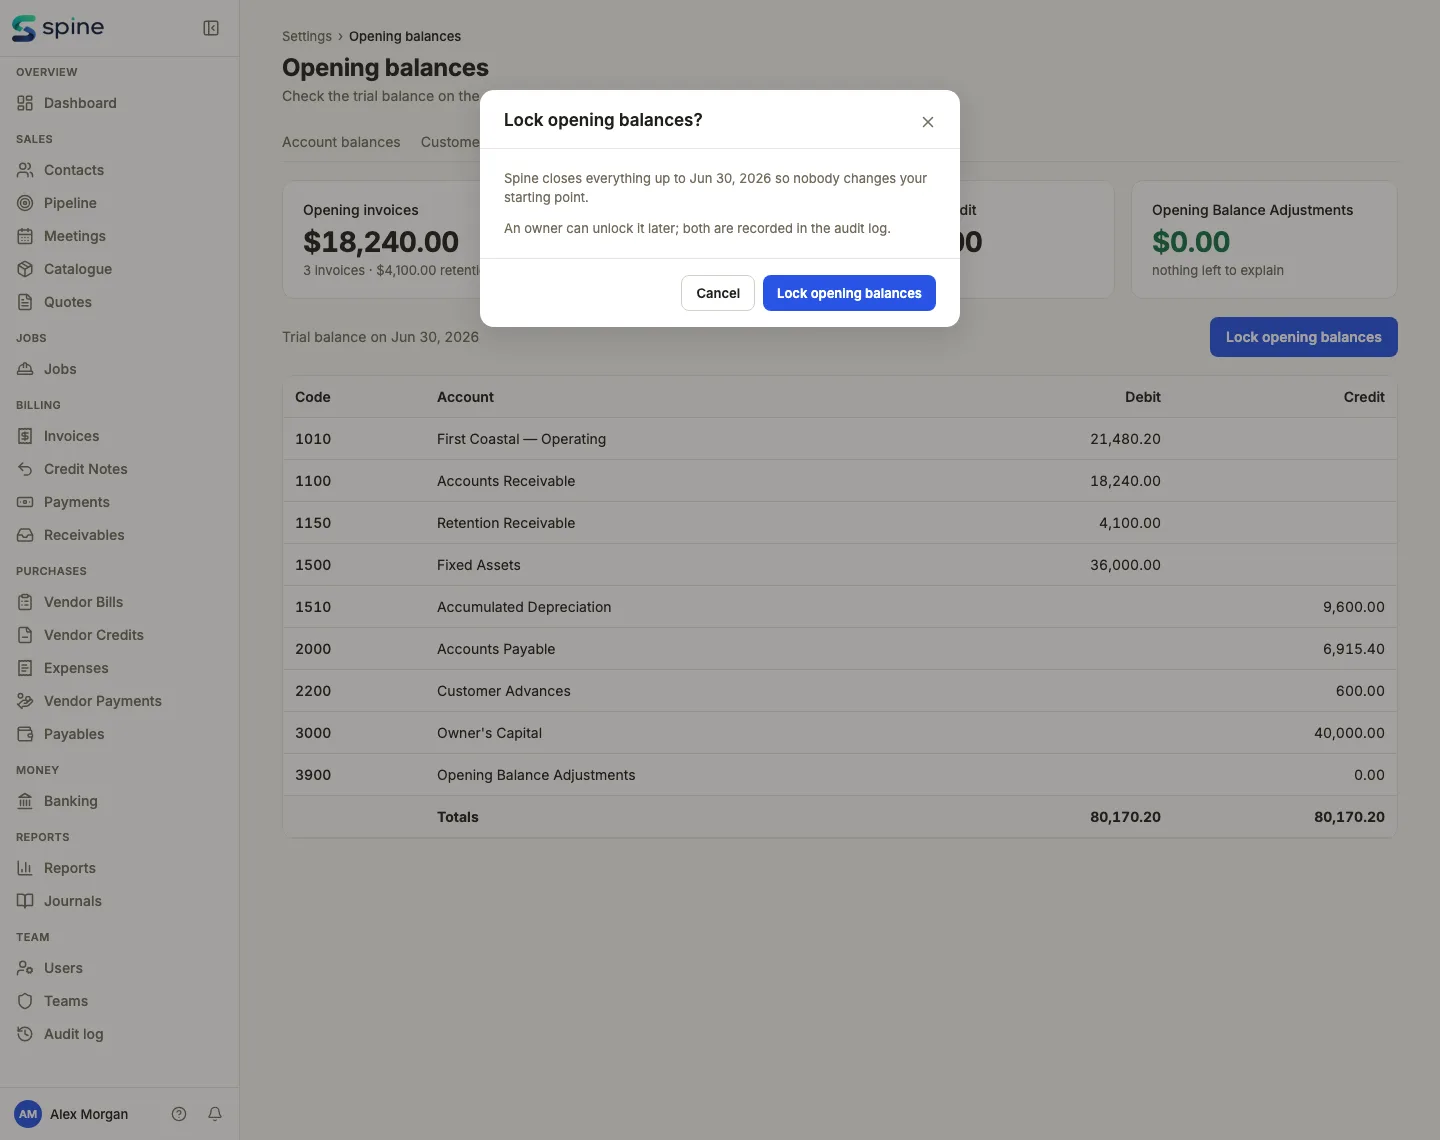 spine
OVERVIEW
Dashboard
SALES
Contacts
Pipeline
Meetings
Catalogue
Quotes
JOBS
Jobs
BILLING
Invoices
Credit Notes
Payments
Receivables
PURCHASES
Vendor Bills
Vendor Credits
Expenses
Vendor Payments
Payables
MONEY
Banking
REPORTS
Reports
Journals
TEAM
Users
Teams
Audit log
AM Alex Morgan
Settings › Opening balances
Opening balances
Check the trial balance on the
Account balances
Opening invoices
$18,240.00
3 invoices · $4,100.00
Opening Balance Adjustments
$0.00
nothing left to explain
Lock opening balances?
Spine closes everything up to Jun 30, 2026 so nobody changes your
starting point.
An owner can unlock it later; both are recorded in the audit log.
Cancel Lock opening balances
Trial balance on Jun 30, 2026 Lock opening balances
Code Account Debit Credit
1010 First Coastal — Operating 21,480.20
1100 Accounts Receivable 18,240.00
1150 Retention Receivable 4,100.00
1500 Fixed Assets 36,000.00
1510 Accumulated Depreciation 9,600.00
2000 Accounts Payable 6,915.40
2200 Customer Advances 600.00
3000 Owner's Capital 40,000.00
3900 Opening Balance Adjustments 0.00
Totals 80,170.20 80,170.20